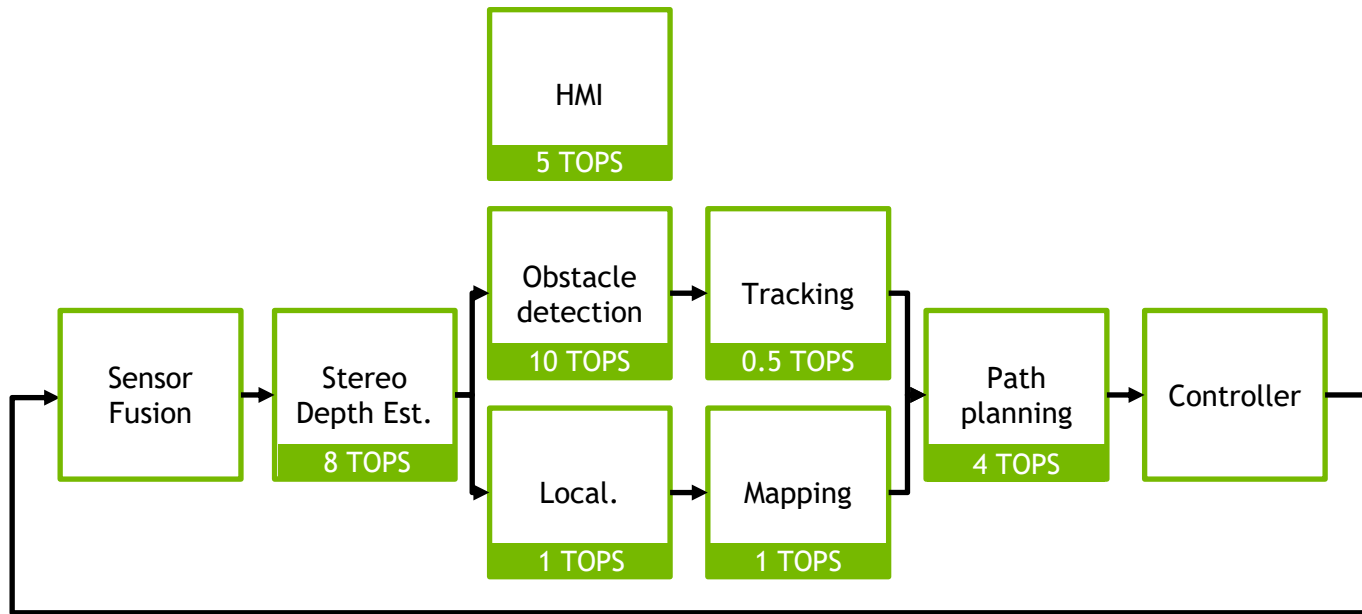 HMI
5 TOPS
Obstacle
detection
10 TOPS
Tracking
0.5 TOPS
Sensor
Fusion
Stereo
Depth Est.
8 TOPS
Path
planning
4 TOPS
Controller
Local.
1 TOPS
Mapping
1 TOPS